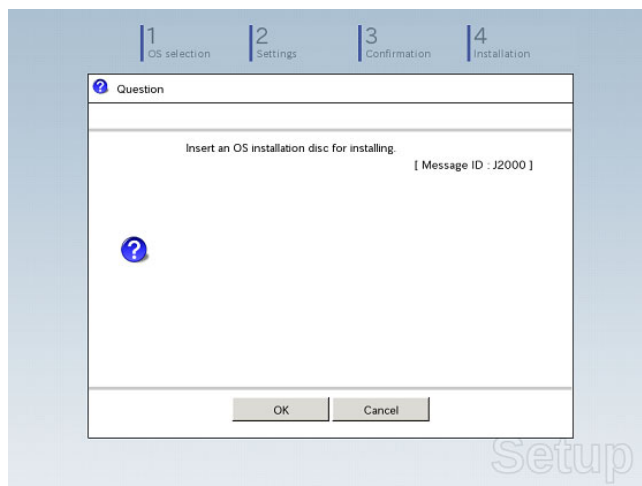 1
OS selection
2
Settings
3
Confirmation
4
Installation
Question
Insert an OS installation disc for installing.
[ Message ID : J2000 ]
OK
Cancel
Setup